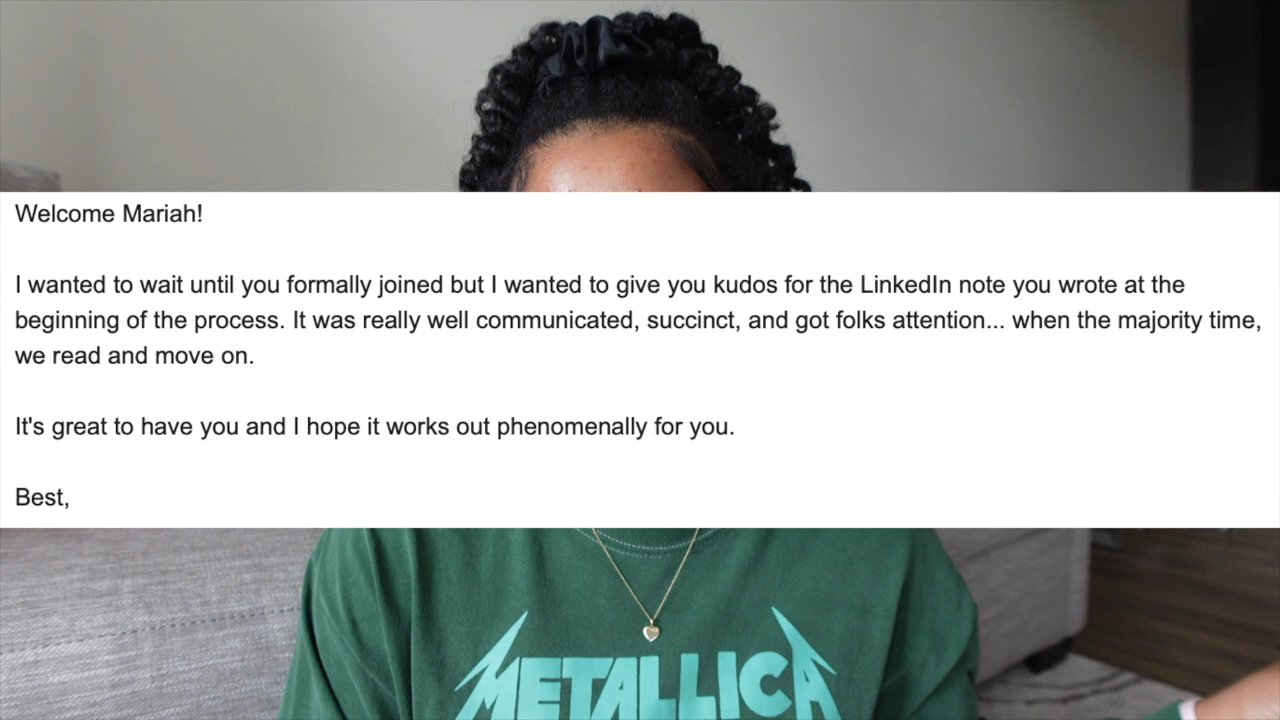 Welcome Mariah!
I wanted to wait until you formally joined but I wanted to give you kudos for the LinkedIn note you wrote at the
beginning of the process. It was really well communicated, succinct, and got folks attention... when the majority time,
we read and move on.
It's great to have you and I hope it works out phenomenally for you.
Best,
METALLICA